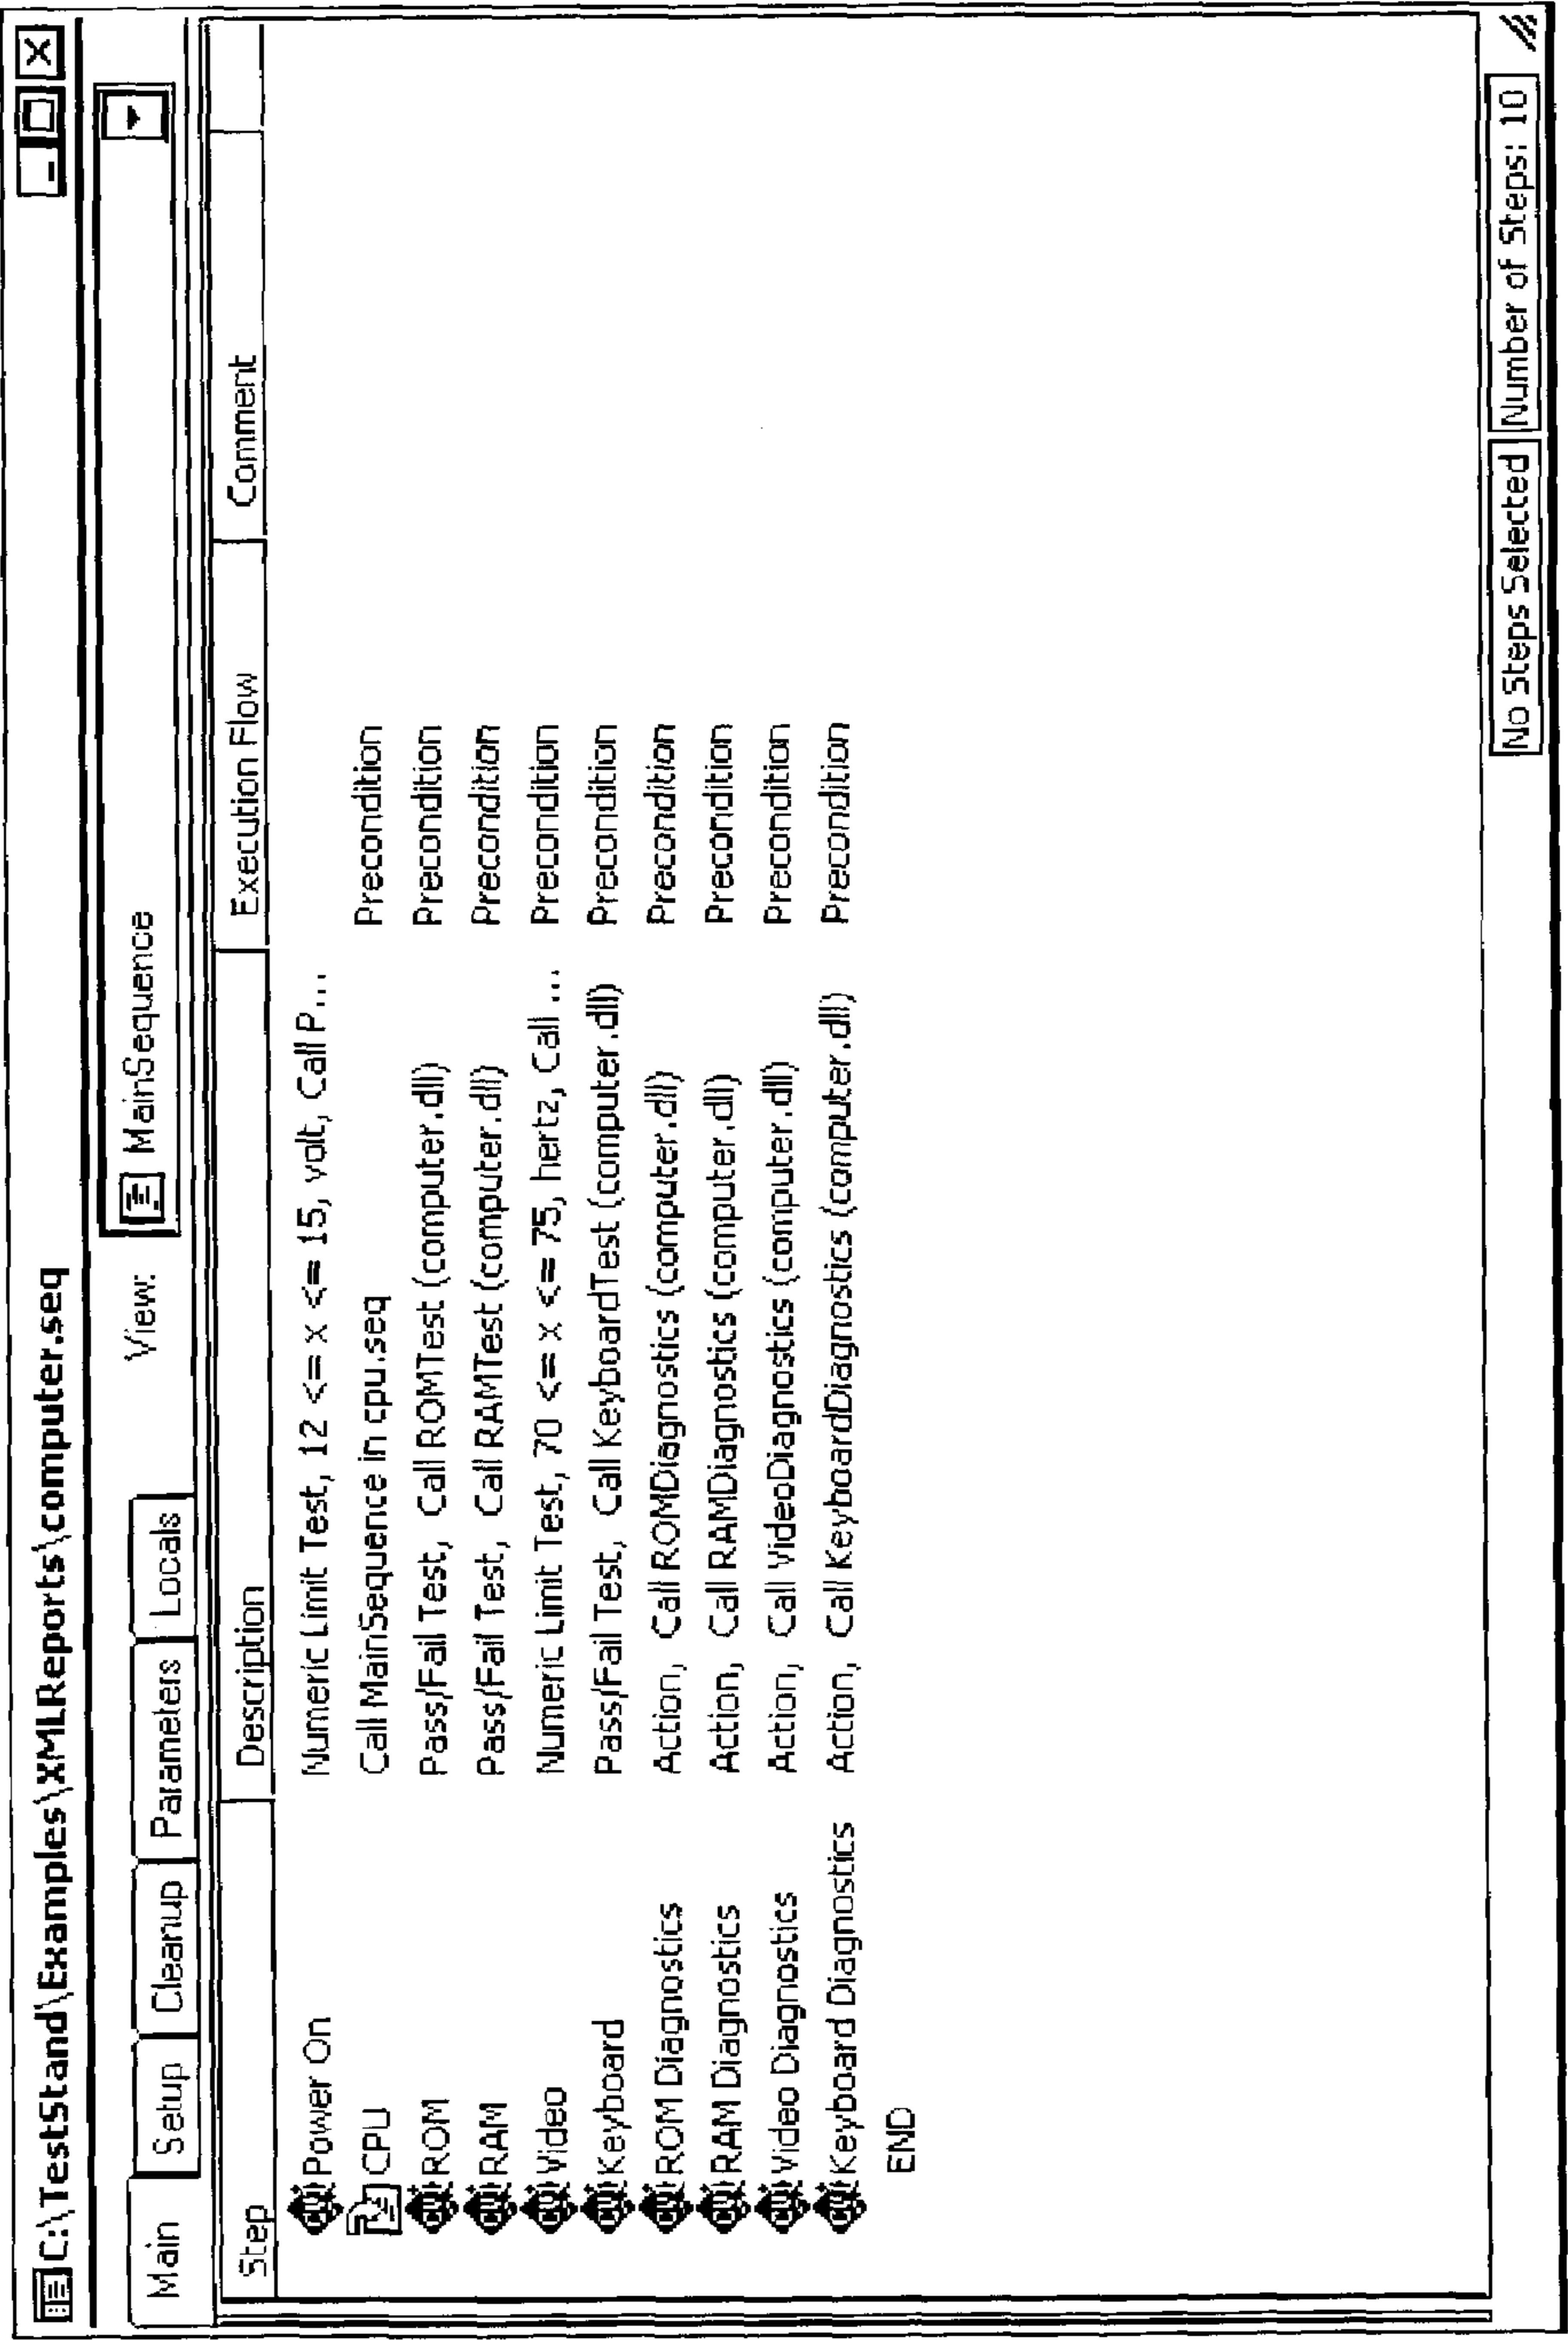 C:\TestStand\Examples\XMLReports\computer.seq
Main Setup Cleanup Parameters Locals View: MainSequence
Step Description Execution Flow Comment
Power On Numeric Limit Test, 12 <= x <= 15, volt, Call P...
CPU Call MainSequence in cpu.seq Precondition
ROM Pass/Fail Test, Call ROMTest (computer.dll) Precondition
RAM Pass/Fail Test, Call RAMTest (computer.dll) Precondition
Video Numeric Limit Test, 70 <= x <= 75, hertz, Call ... Precondition
Keyboard Pass/Fail Test, Call KeyboardTest (computer.dll) Precondition
ROM Diagnostics Action, Call ROMDiagnostics (computer.dll) Precondition
RAM Diagnostics Action, Call RAMDiagnostics (computer.dll) Precondition
Video Diagnostics Action, Call VideoDiagnostics (computer.dll) Precondition
Keyboard Diagnostics Action, Call KeyboardDiagnostics (computer.dll) Precondition
END
No Steps Selected Number of Steps: 10